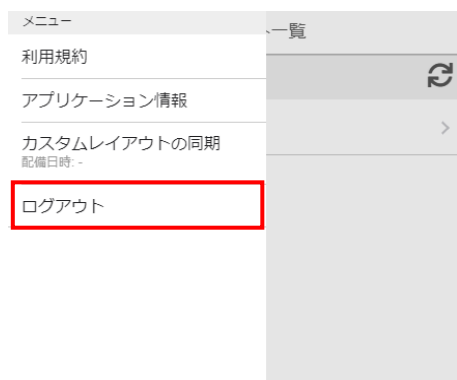 メニュー
ト一覧
利用規約
アプリケーション情報
カスタムレイアウトの同期
配備日時: -
ログアウト